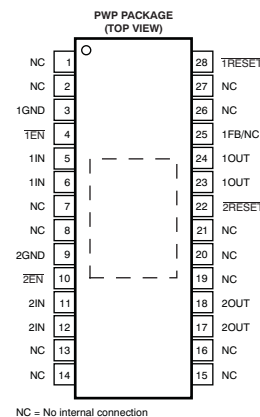 PWP PACKAGE
(TOP VIEW)
NC 1 28 1RESET
NC 2 27 NC
1GND 3 26 NC
1EN 4 25 1FB/NC
1IN 5 24 1OUT
1IN 6 23 1OUT
NC 7 22 2RESET
NC 8 21 NC
2GND 9 20 NC
2EN 10 19 NC
2IN 11 18 2OUT
2IN 12 17 2OUT
NC 13 16 NC
NC 14 15 NC
NC = No internal connection